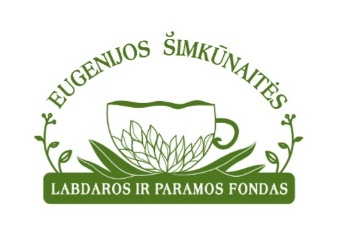 EUGENIJOS ŠIMKŪNAITĖS
LABDAROS IR PARAMOS FONDAS